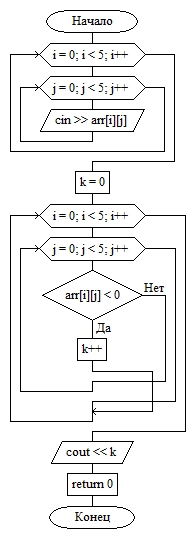 Начало
i = 0; i < 5; i++
j = 0; j < 5; j++
cin >> arr[i][j]
k = 0
i = 0; i < 5; i++
j = 0; j < 5; j++
arr[i][j] < 0
Нет
Да
k++
cout << k
return 0
Конец